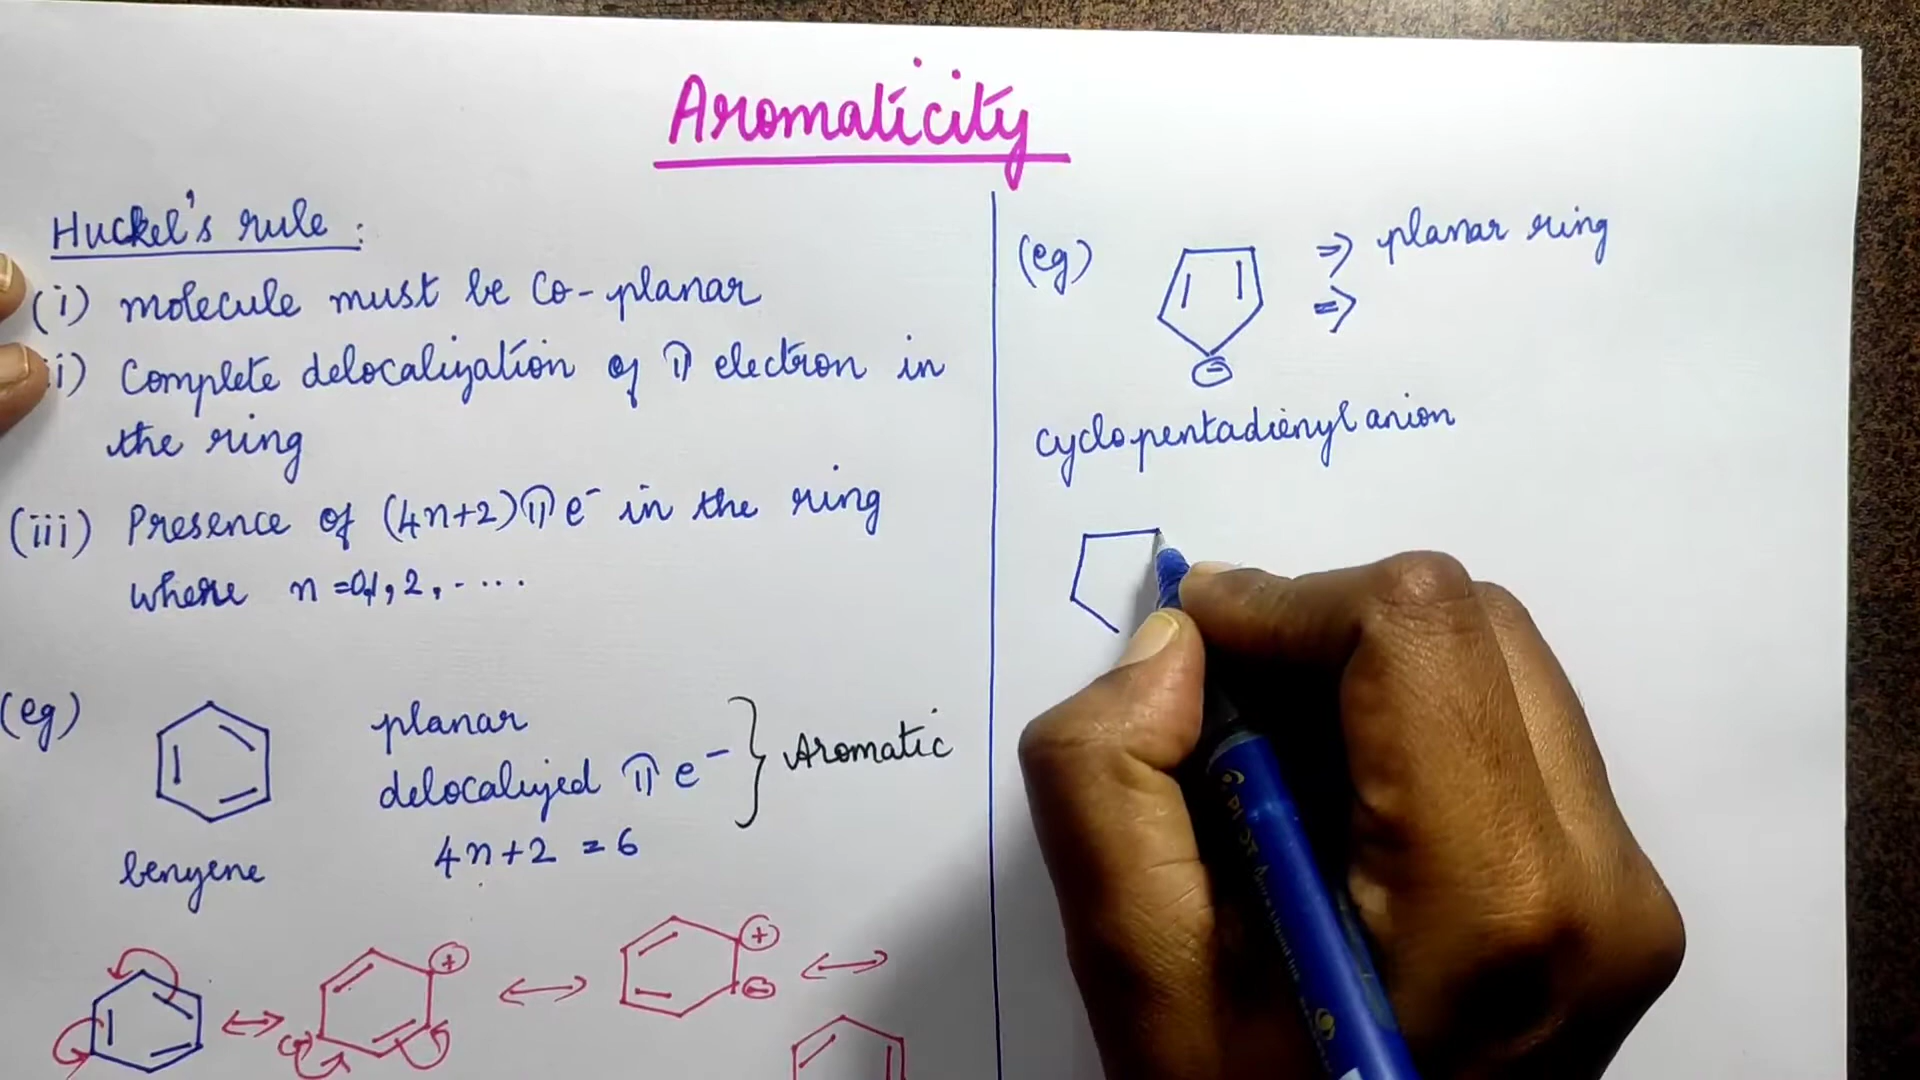 Aromaticity
Huckel's rule :
(i) molecule must be Co-planar
ii) Complete delocalization of π electron in
the ring
(iii) Presence of (4n+2)π e⁻ in the ring
where n =0,1,2,-....
(eg)
planar
delocalized π e⁻ } Aromatic
4n+2 = 6
benzene
(eg) ⊖ => planar ring
=>
cyclopentadienyl anion
+ + ⊖